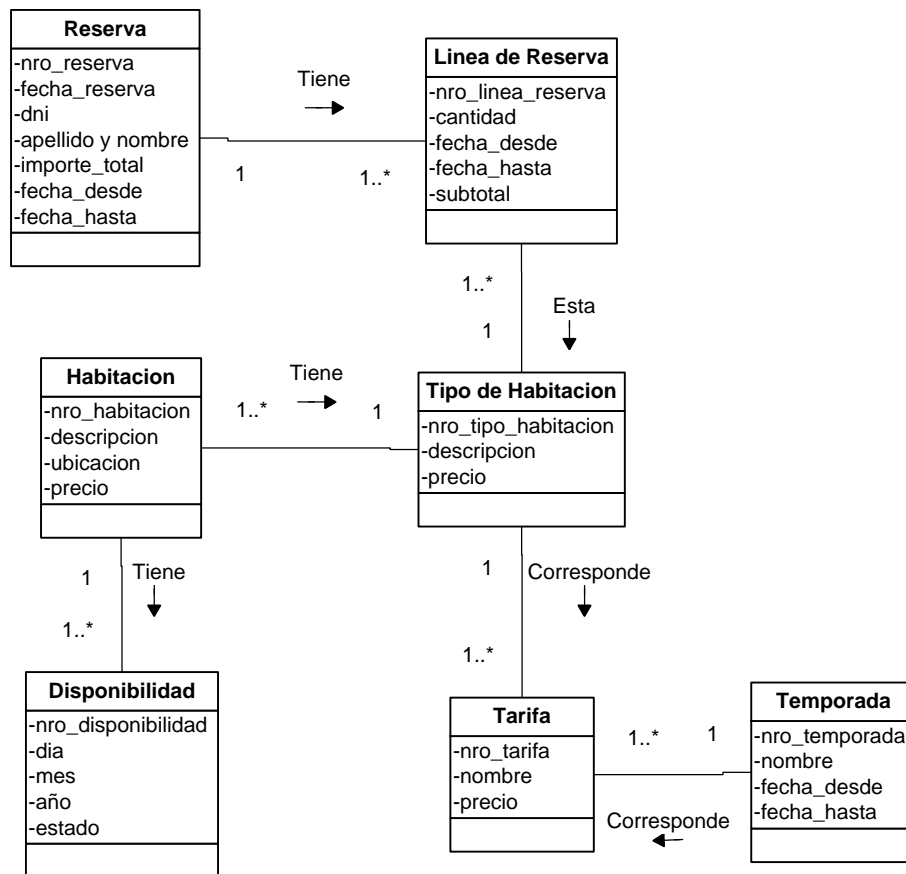 Reserva
-nro_reserva
-fecha_reserva
-dni
-apellido y nombre
-importe_total
-fecha_desde
-fecha_hasta
Tiene
1
1..*
Linea de Reserva
-nro_linea_reserva
-cantidad
-fecha_desde
-fecha_hasta
-subtotal
1..*
Esta
1
Habitacion
-nro_habitacion
-descripcion
-ubicacion
-precio
Tiene
1..*
1
Tipo de Habitacion
-nro_tipo_habitacion
-descripcion
-precio
1
Tiene
1..*
1
Corresponde
1..*
Disponibilidad
-nro_disponibilidad
-dia
-mes
-año
-estado
Tarifa
-nro_tarifa
-nombre
-precio
1..*
1
Corresponde
Temporada
-nro_temporada
-nombre
-fecha_desde
-fecha_hasta